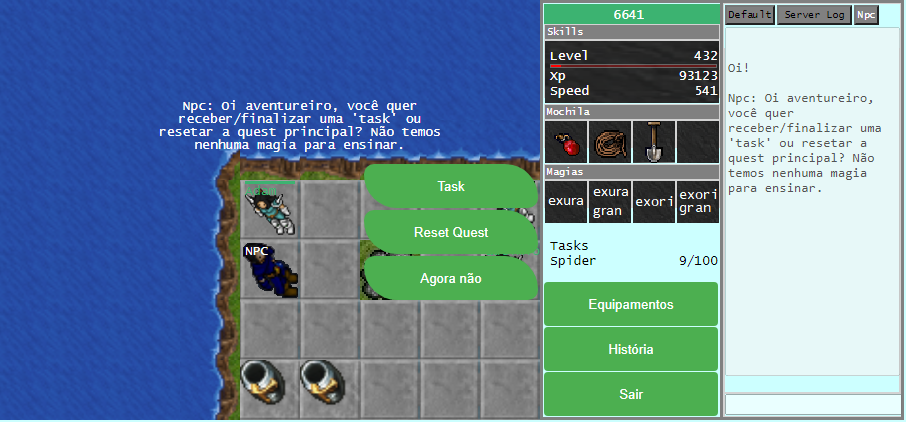 Npc: Oi aventureiro, você quer
receber/finalizar uma 'task' ou
resetar a quest principal? Não temos
nenhuma magia para ensinar.
NPC
Task
Reset Quest
Agora não
6641
Skills
Level 432
Xp 93123
Speed 541
Mochila
Magias
exura
exura
gran
exori
exori
gran
Tasks
Spider 9/100
Equipamentos
História
Sair
Default
Server Log
Npc
Oi!
Npc: Oi aventureiro,
você quer
receber/finalizar uma
'task' ou resetar a
quest principal? Não
temos nenhuma magia
para ensinar.